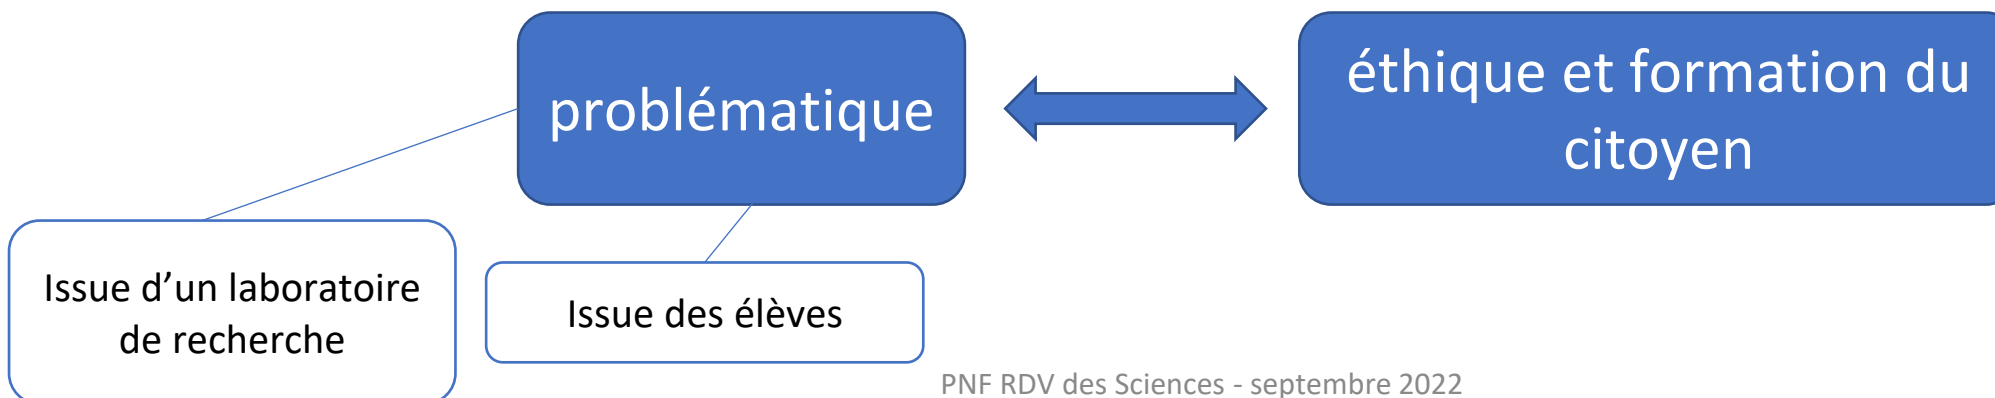 problématique
éthique et formation du
citoyen
Issue d’un laboratoire
de recherche
Issue des élèves
PNF RDV des Sciences - septembre 2022